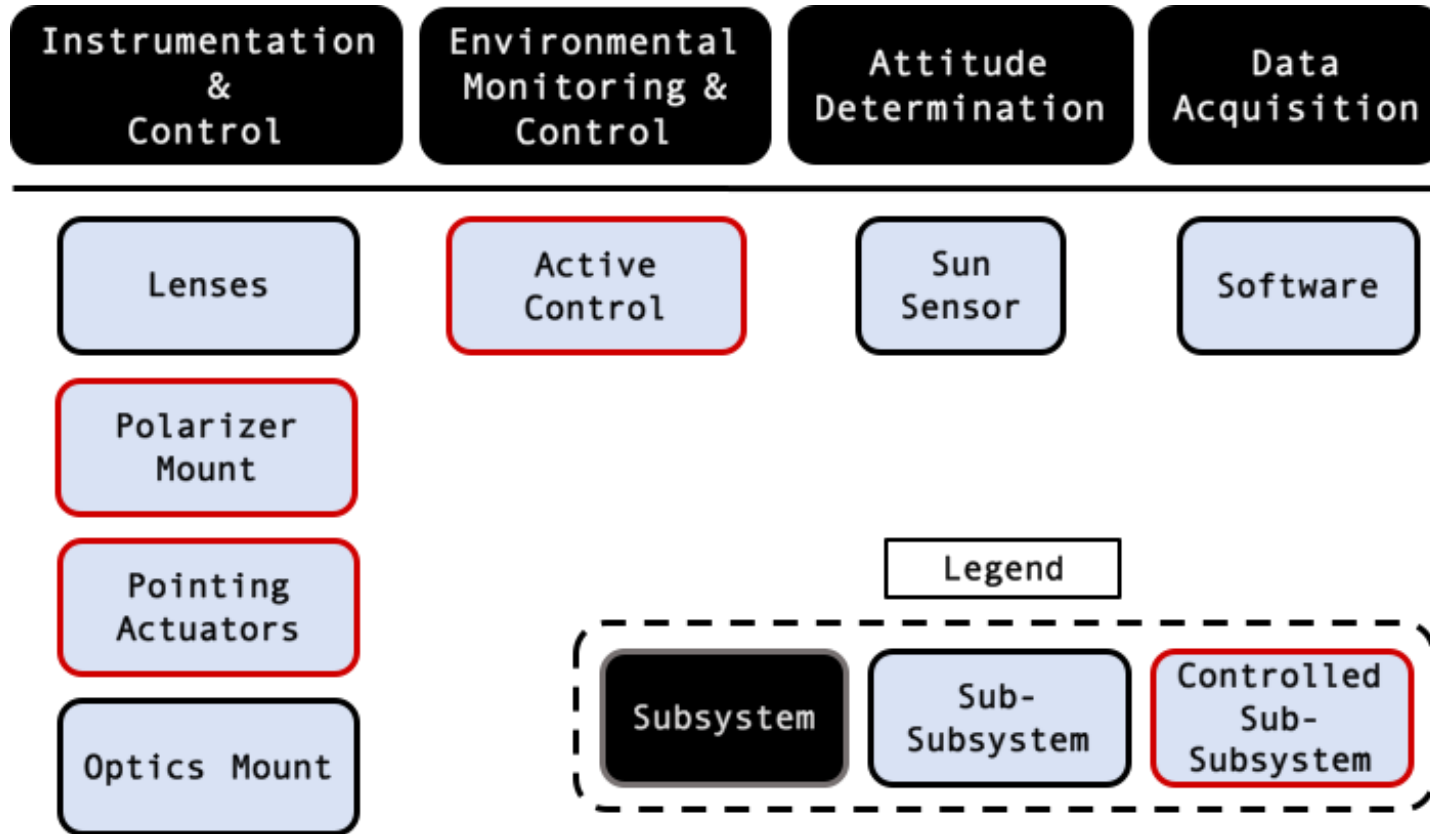 Instrumentation
&
Control
Environmental
Monitoring &
Control
Attitude
Determination
Data
Acquisition
Lenses
Active
Control
Sun
Sensor
Software
Polarizer
Mount
Pointing
Actuators
Optics Mount
Legend
Subsystem
Sub-
Subsystem
Controlled
Sub-
Subsystem